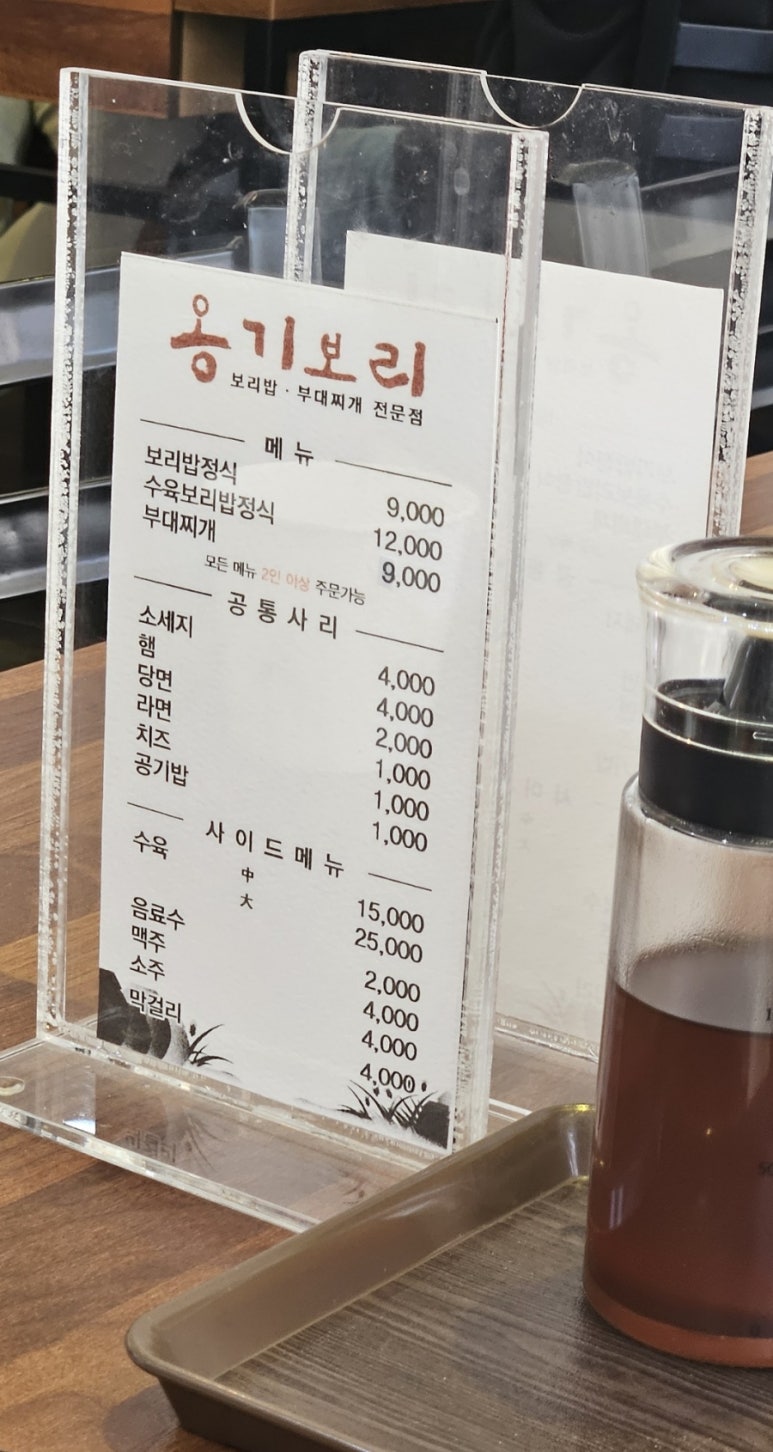 옹기보리
보리밥 · 부대찌개 전문점
메뉴
보리밥정식 9,000
수육보리밥정식 12,000
부대찌개 9,000
모든 메뉴 2인 이상 주문가능
공통사리
소세지 4,000
햄 4,000
당면 2,000
라면 1,000
치즈 1,000
공기밥 1,000
사이드메뉴
수육 中 15,000
大 25,000
음료수 2,000
맥주 4,000
소주 4,000
막걸리 4,000